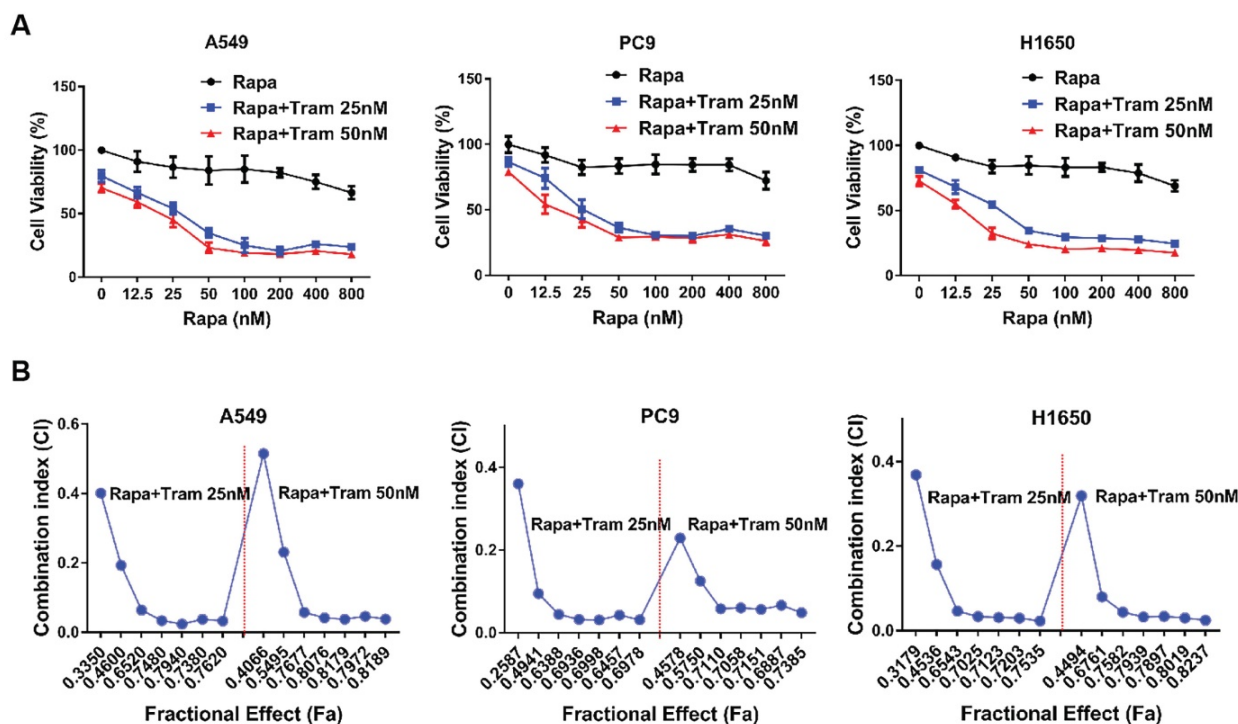 A
A549
Cell Viability (%)
150
100
50
0
Rapa
Rapa+Tram 25nM
Rapa+Tram 50nM
0 12.5 25 50 100 200 400 800
Rapa (nM)
PC9
Cell Viability (%)
150
100
50
0
Rapa
Rapa+Tram 25nM
Rapa+Tram 50nM
0 12.5 25 50 100 200 400 800
Rapa (nM)
H1650
Cell Viability (%)
150
100
50
0
Rapa
Rapa+Tram 25nM
Rapa+Tram 50nM
0 12.5 25 50 100 200 400 800
Rapa (nM)
B
A549
Combination index (CI)
0.6
0.4
0.2
0.0
Rapa+Tram 25nM
Rapa+Tram 50nM
0.3350 0.4600 0.6520 0.7480 0.7940 0.7380 0.7620 0.4066 0.5495 0.7677 0.8076 0.8179 0.7972 0.8189
Fractional Effect (Fa)
PC9
Combination index (CI)
0.4
0.2
0.0
Rapa+Tram 25nM
Rapa+Tram 50nM
0.2587 0.4941 0.6388 0.6936 0.6998 0.6457 0.6978 0.4578 0.5750 0.7110 0.7058 0.7151 0.6887 0.7385
Fractional Effect (Fa)
H1650
Combination index (CI)
0.4
0.2
0.0
Rapa+Tram 25nM
Rapa+Tram 50nM
0.3179 0.4536 0.6543 0.7025 0.7123 0.7203 0.7535 0.4494 0.6761 0.7582 0.7939 0.7897 0.8019 0.8237
Fractional Effect (Fa)